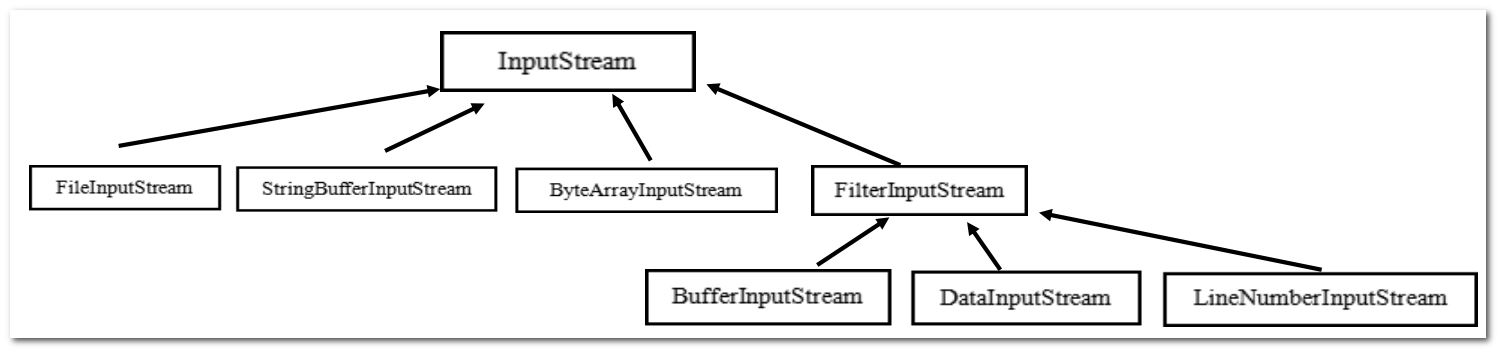 InputStream
FileInputStream
StringBufferInputStream
ByteArrayInputStream
FilterInputStream
BufferInputStream
DataInputStream
LineNumberInputStream